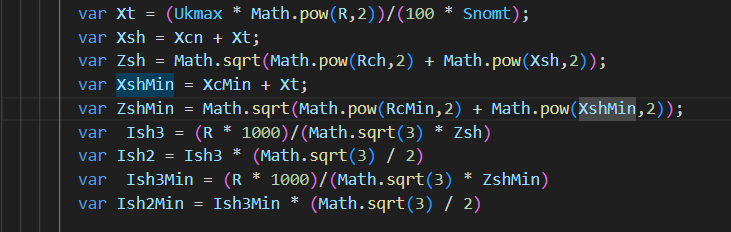 var Xt = (Ukmax * Math.pow(R,2))/(100 * Snomt);
var Xsh = Xcn + Xt;
var Zsh = Math.sqrt(Math.pow(Rch,2) + Math.pow(Xsh,2));
var XshMin = XcMin + Xt;
var ZshMin = Math.sqrt(Math.pow(RcMin,2) + Math.pow(XshMin,2));
var  Ish3 = (R * 1000)/(Math.sqrt(3) * Zsh)
var Ish2 = Ish3 * (Math.sqrt(3) / 2)
var  Ish3Min = (R * 1000)/(Math.sqrt(3) * ZshMin)
var Ish2Min = Ish3Min * (Math.sqrt(3) / 2)